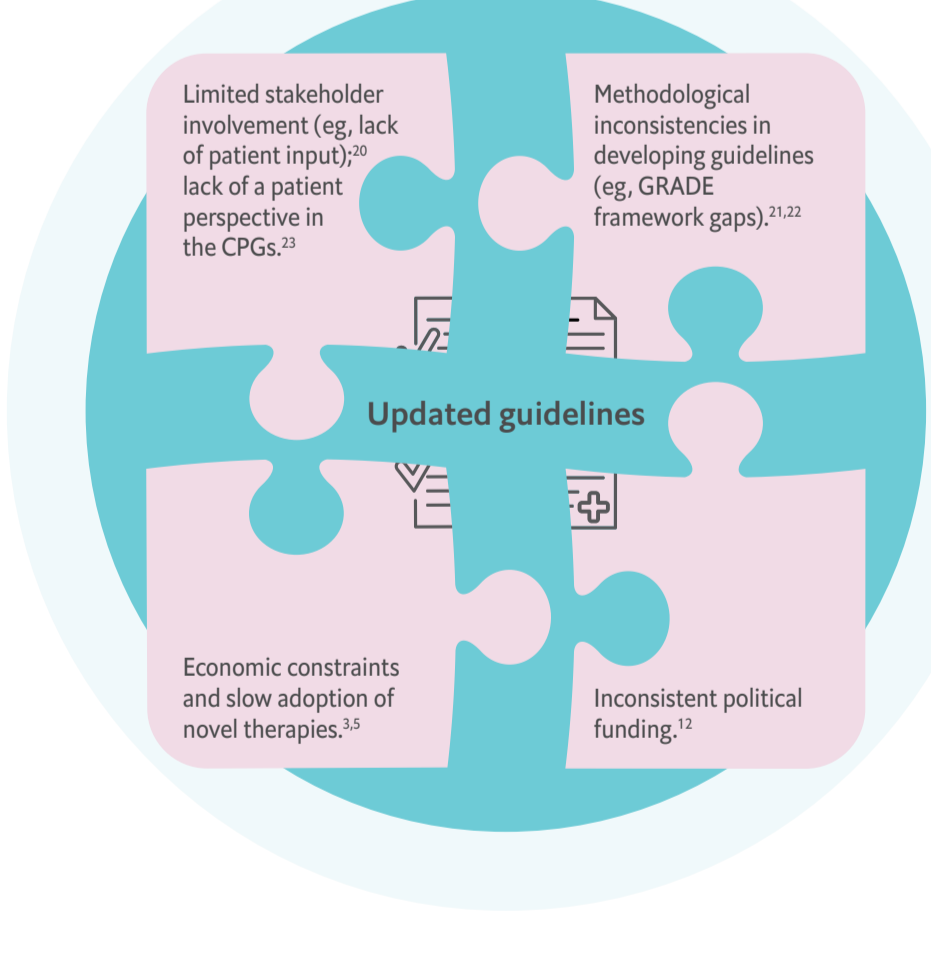 Limited stakeholder
involvement (eg, lack
of patient input);²⁰
lack of a patient
perspective in
the CPGs.²³
Methodological
inconsistencies in
developing guidelines
(eg, GRADE
framework gaps).²¹,²²
Updated guidelines
Economic constraints
and slow adoption of
novel therapies.³,⁵
Inconsistent political
funding.¹²